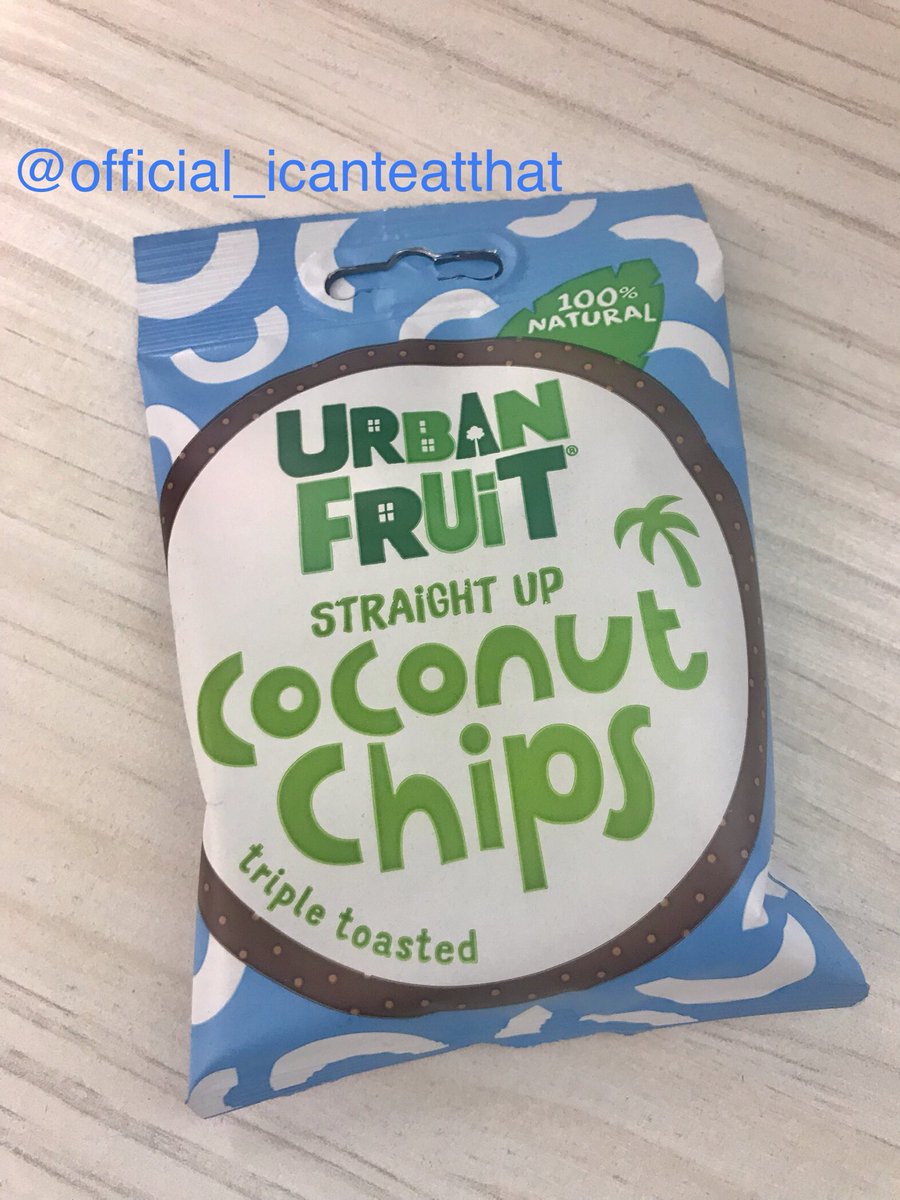 @official_icanteatthat
100%
NATURAL
URBAN
FRUiT®
STRAiGHT UP
Coconut
Chips
triple toasted